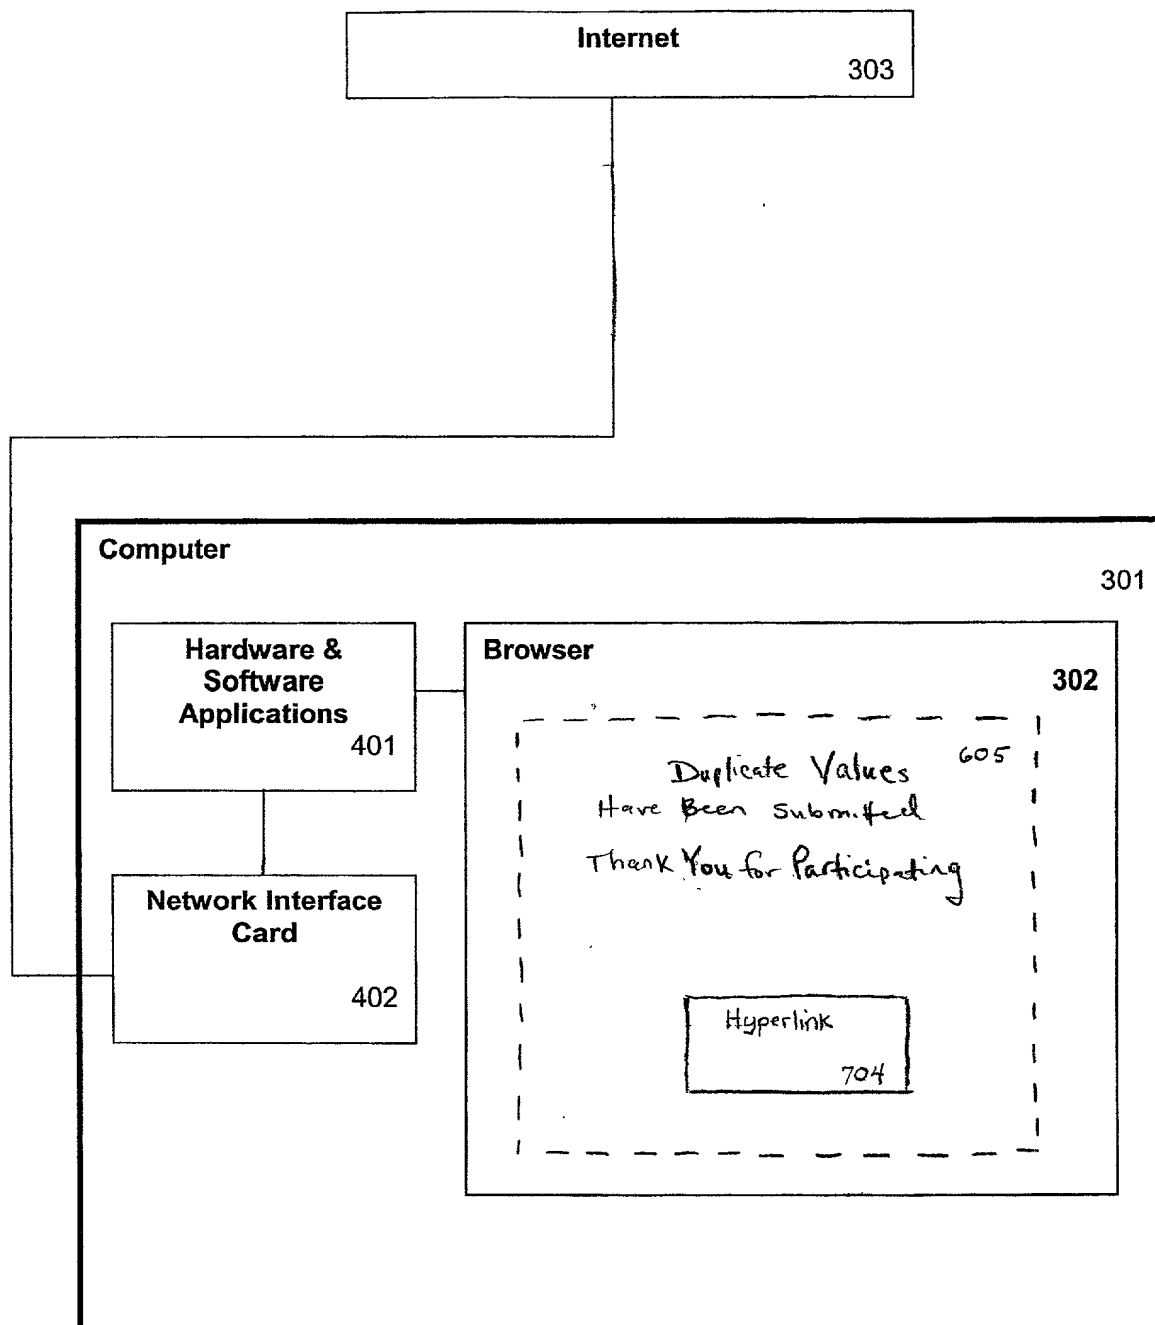 Internet
303
Computer
301
Hardware &
Software
Applications
401
Browser
302
605
Duplicate Values
Have Been Submitted
Thank You for Participating
Network Interface
Card
402
Hyperlink
704